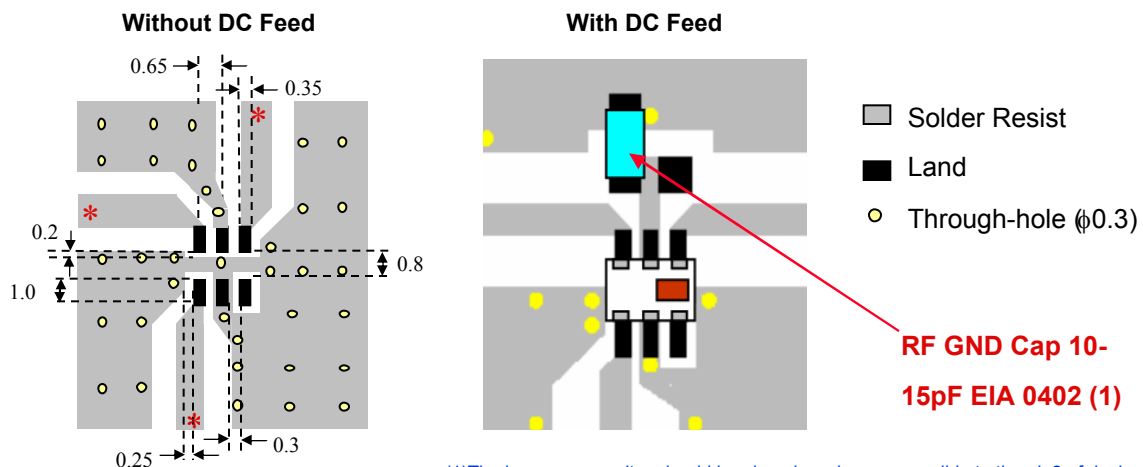 Without DC Feed
With DC Feed
0.65
0.35
*
*
0.2
0.8
1.0
*
0.25
0.3
Solder Resist
Land
Through-hole (ϕ0.3)
RF GND Cap 10-
15pF EIA 0402 (1)